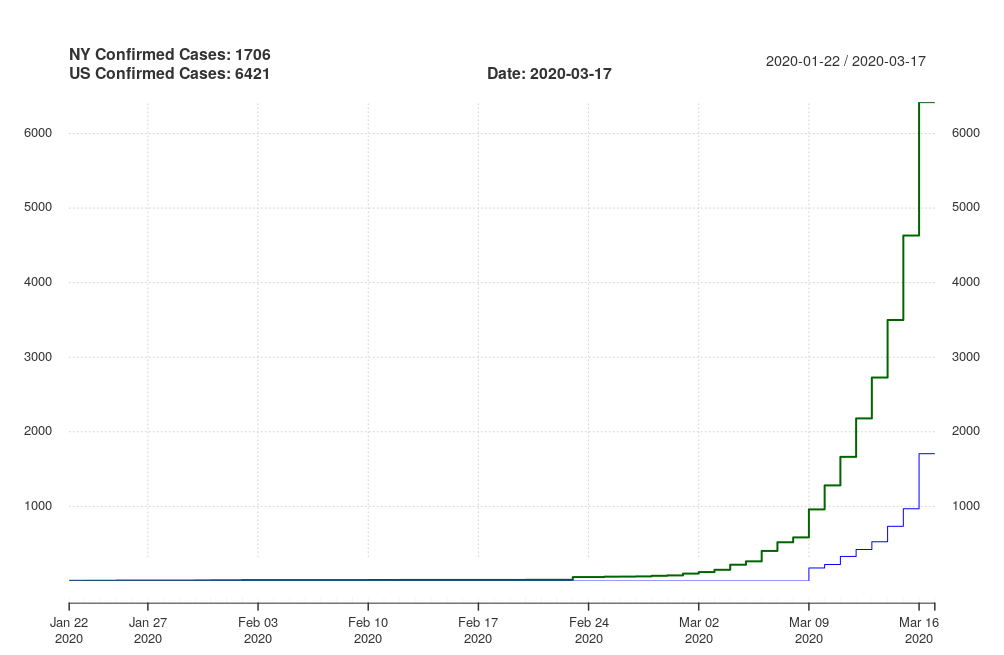 NY Confirmed Cases: 1706
US Confirmed Cases: 6421
Date: 2020-03-17
2020-01-22 / 2020-03-17
6000 6000
5000 5000
4000 4000
3000 3000
2000 2000
1000 1000
Jan 22 Jan 27 Feb 03 Feb 10 Feb 17 Feb 24 Mar 02 Mar 09 Mar 16
2020 2020 2020 2020 2020 2020 2020 2020 2020